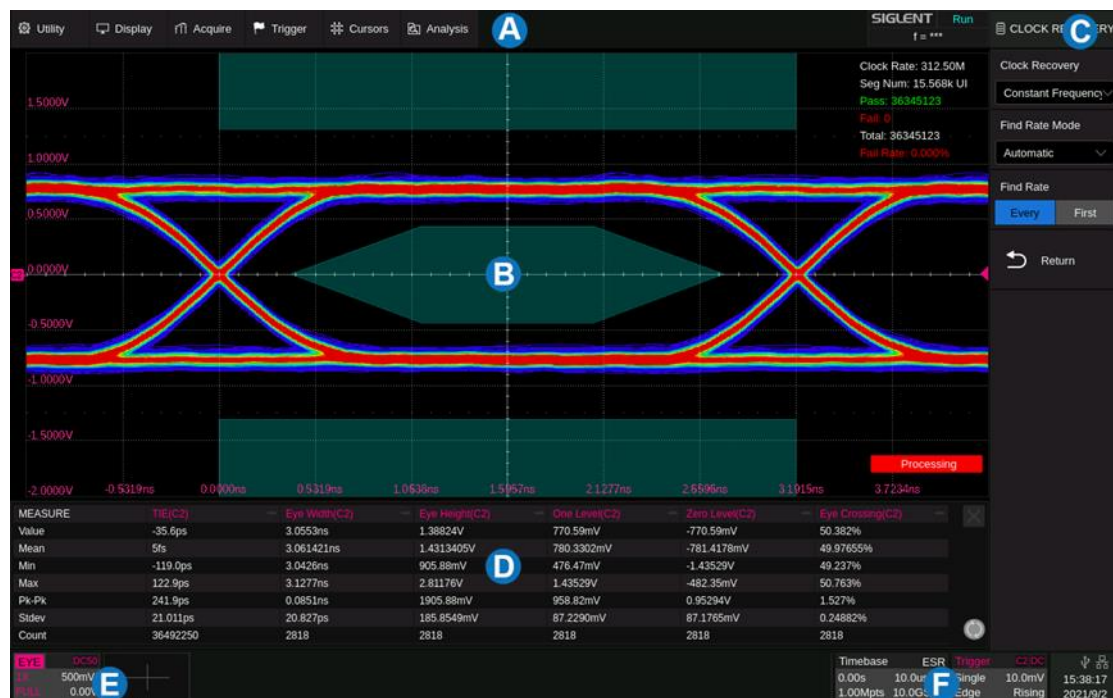 Utility Display Acquire Trigger Cursors Analysis A SIGLENT Run
f = ***
CLOCK RE C ERY
Clock Rate: 312.50M
Seg Num: 15.568k UI
Pass: 36345123
Fail: 0
Total: 36345123
Fail Rate: 0.000%
Clock Recovery
Constant Frequency
Find Rate Mode
Automatic
Find Rate
Every First
Return
1.5000V
1.0000V
0.5000V
0.0000V
C2
B
-0.5000V
-1.0000V
-1.5000V
Processing
-2.0000V -0.5319ns 0.0000ns 0.5319ns 1.0638ns 1.5957ns 2.1277ns 2.6596ns 3.1915ns 3.7234ns
MEASURE TIE(C2) Eye Width(C2) Eye Height(C2) One Level(C2) Zero Level(C2) Eye Crossing(C2)
Value -35.6ps 3.0553ns 1.38824V 770.59mV -770.59mV 50.382%
Mean 5fs 3.061421ns 1.4313405V 780.3302mV -781.4178mV 49.97655%
Min -119.0ps 3.0426ns 905.88mV 476.47mV -1.43529V 49.237%
D
Max 122.9ps 3.1277ns 2.81176V 1.43529V -482.35mV 50.763%
Pk-Pk 241.9ps 0.0851ns 1905.88mV 958.82mV 0.95294V 1.527%
Stdev 21.011ps 20.827ps 185.8549mV 87.2290mV 87.1765mV 0.24882%
Count 36492250 2818 2818 2818 2818 2818
EYE DC50
1X 500mV
FULL 0.00V
E
Timebase ESR
0.00s 10.0u
1.00Mpts 10.0G
F
Trigger C2 DC
Single 10.0mV
Edge Rising
15:38:17
2021/9/